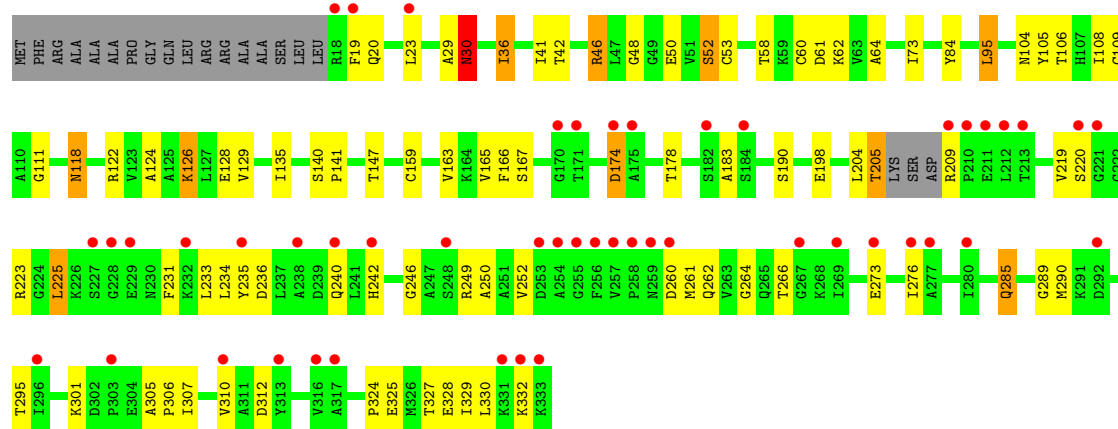 MET PHE ARG ALA ALA ALA PRO GLY GLN LEU ARG ARG ALA ALA SER LEU LEU R18 F19 Q20 L23 A29 N30 I36 I41 T42 R46 L47 G48 G49 E50 V51 S52 C53 T58 K59 C60 D61 K62 V63 A64 I73 Y84 L95 N104 Y105 T106 H107 I108 C109
A110 G111 N118 R122 V123 A124 A125 K126 L127 E128 V129 I135 S140 P141 T147 C159 V163 K164 V165 F166 S167 G170 T171 D174 A175 T178 S182 A183 S184 S190 E198 L204 T205 LYS SER ASP R209 P210 E211 L212 T213 V219 S220 G221 G222
R223 G224 L225 K226 S227 G228 E229 N230 F231 K232 L233 L234 Y235 D236 L237 A238 D239 Q240 L241 H242 G246 A247 S248 R249 A250 A251 V252 D253 A254 G255 F256 V257 P258 N259 D260 M261 Q262 V263 G264 Q265 T266 G267 K268 I269 E273 I276 A277 I280 Q285 G289 M290 K291 D292
T295 I296 K301 D302 P303 E304 A305 P306 I307 V310 A311 D312 Y313 V316 A317 P324 E325 M326 T327 E328 I329 L330 K331 K332 K333